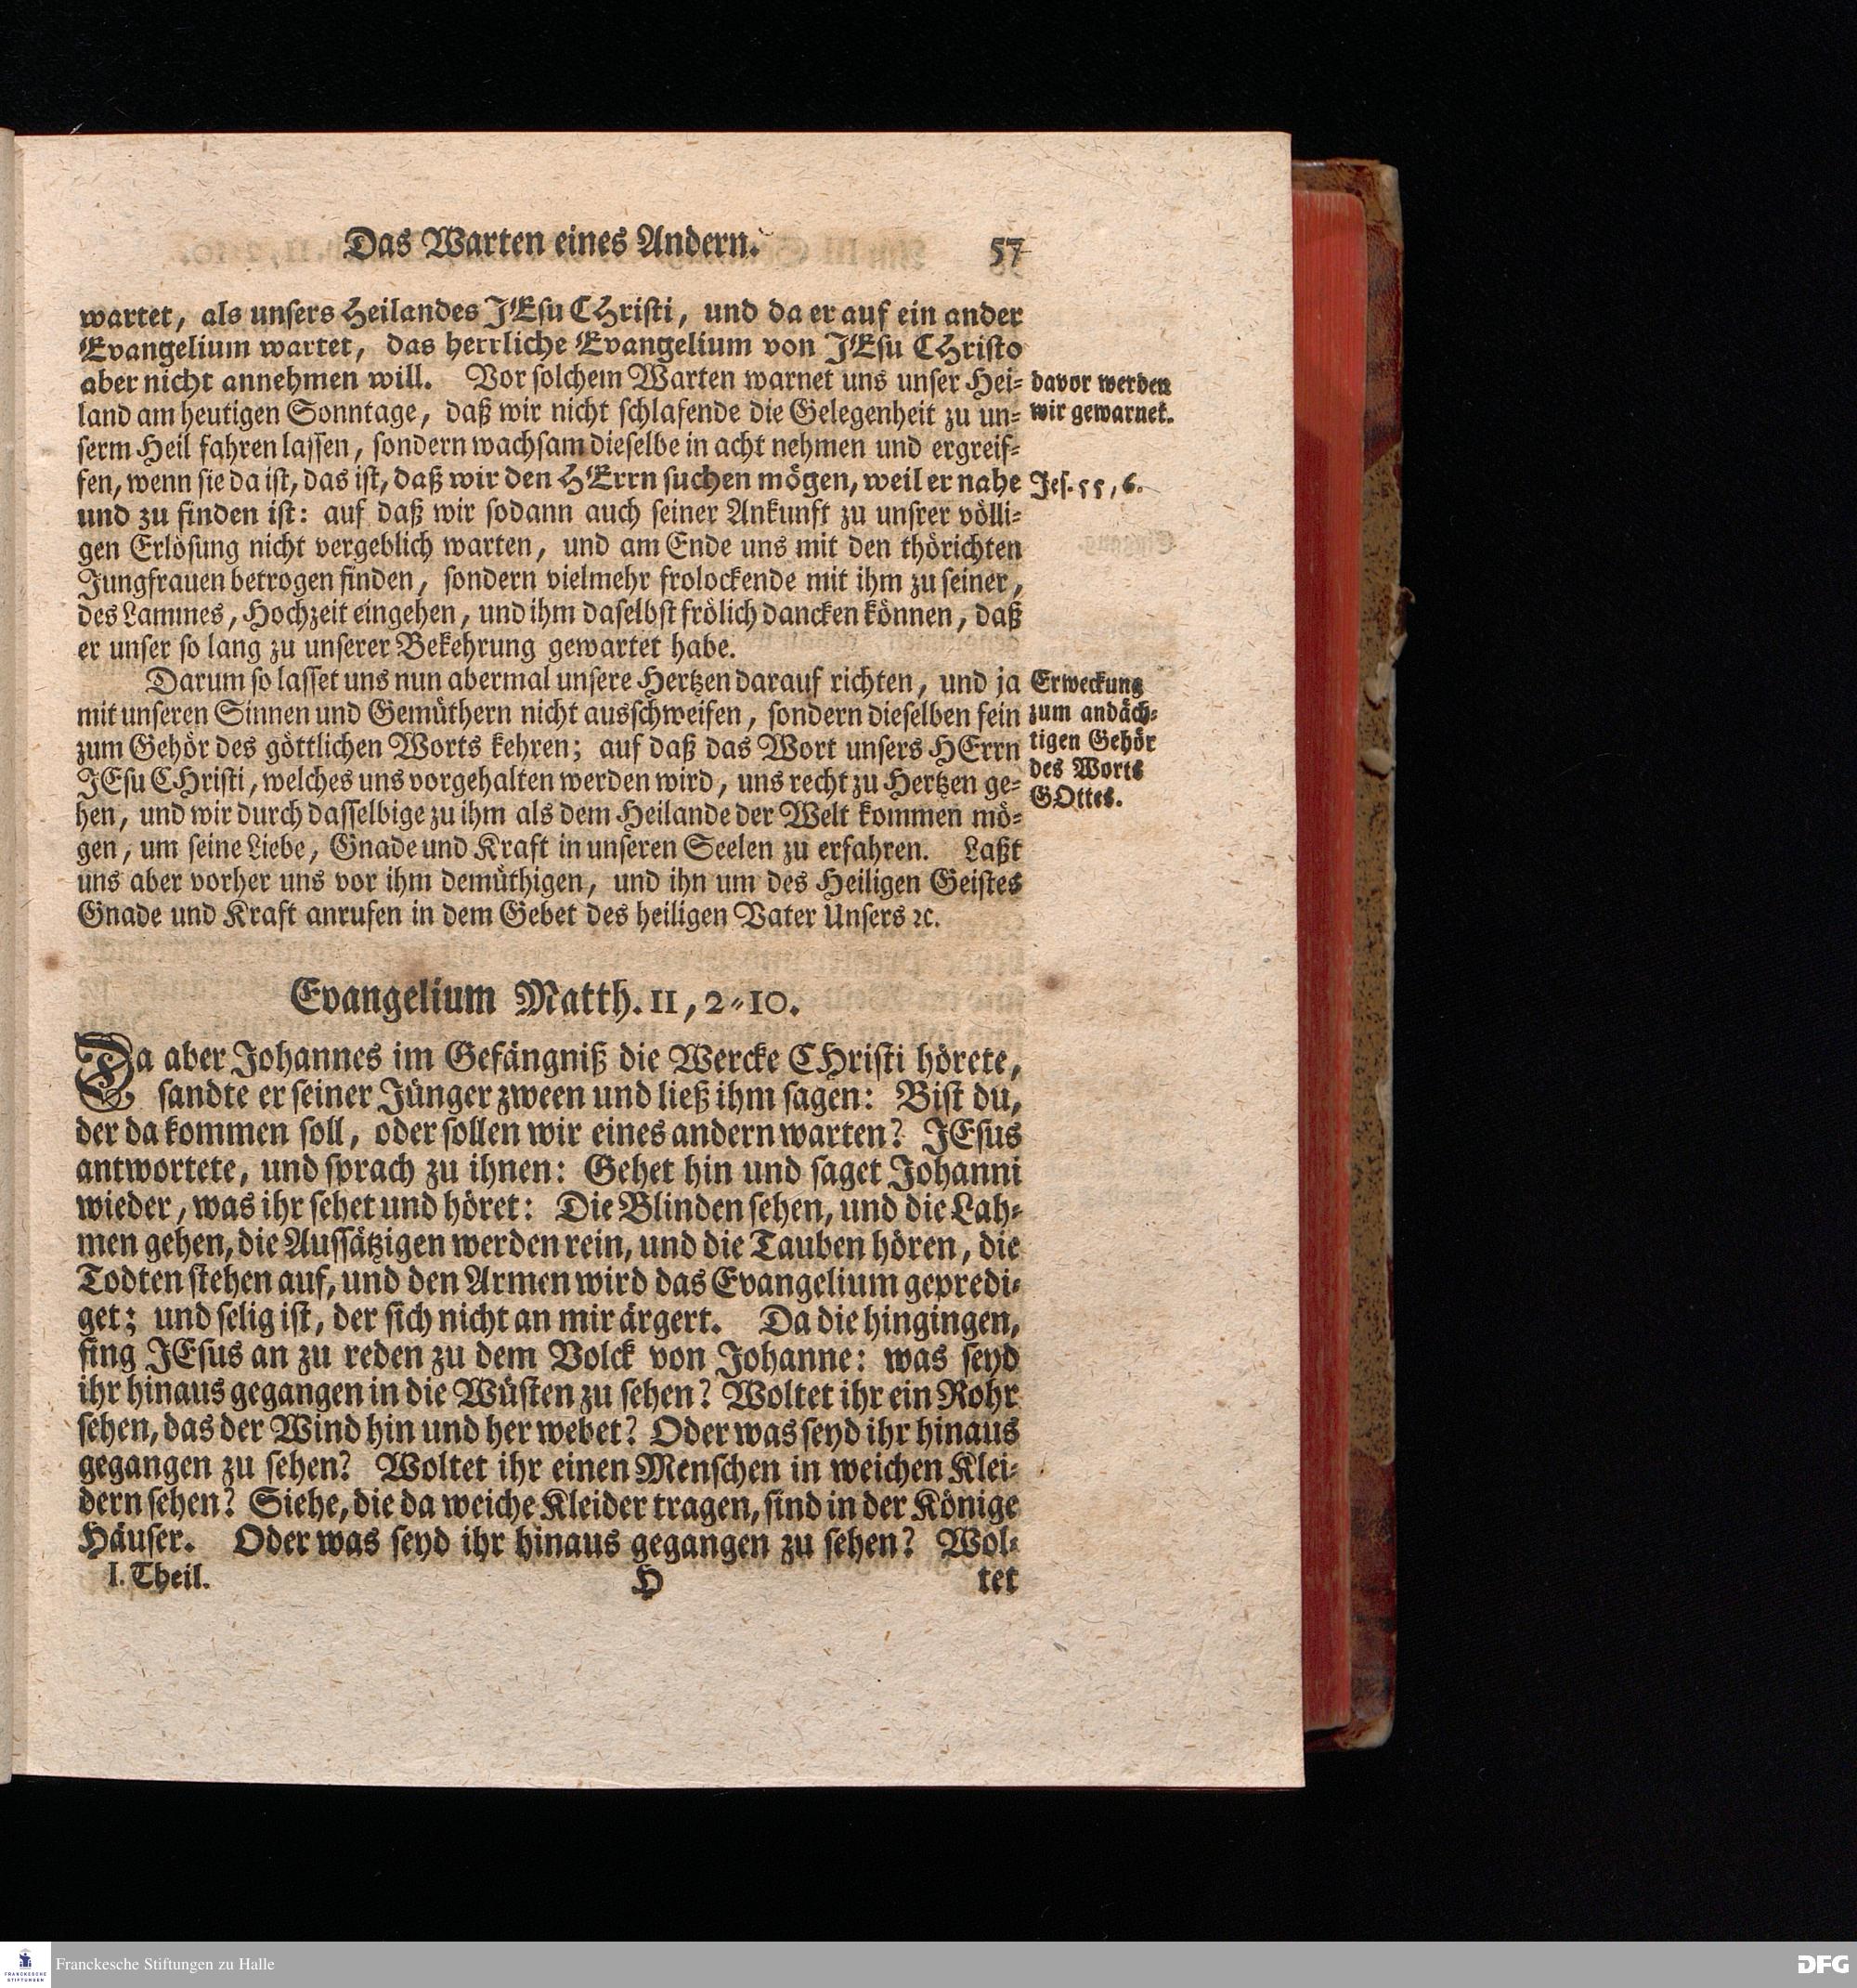 Das Warten eines Andern.
57
wartet, als unsers Heilandes JEsu CHristi, und da er auf ein ander
Evangelium wartet, das herrliche Evangelium von JEsu CHristo
aber nicht annehmen will. Vor solchem Warten warnet uns unser Hei-
land am heutigen Sonntage, daß wir nicht schlafende die Gelegenheit zu un-
serm Heil fahren lassen, sondern wachsam dieselbe in acht nehmen und ergreif-
fen, wenn sie da ist, das ist, daß wir den HErrn suchen mögen, weil er nahe
und zu finden ist: auf daß wir sodann auch seiner Ankunft zu unsrer völli-
gen Erlösung nicht vergeblich warten, und am Ende uns mit den thörichten
Jungfrauen betrogen finden, sondern vielmehr frolockende mit ihm zu seiner,
des Lammes, Hochzeit eingehen, und ihm daselbst frölich dancken können, daß
er unser so lang zu unserer Bekehrung gewartet habe.
davor werden
wir gewarnet.
Jes. 55, 6.
Darum so lasset uns nun abermal unsere Hertzen darauf richten, und ja
mit unseren Sinnen und Gemüthern nicht ausschweifen, sondern dieselben fein
zum Gehör des göttlichen Worts kehren; auf daß das Wort unsers HErrn
JEsu CHristi, welches uns vorgehalten werden wird, uns recht zu Hertzen ge-
hen, und wir durch dasselbige zu ihm als dem Heilande der Welt kommen mö-
gen, um seine Liebe, Gnade und Kraft in unseren Seelen zu erfahren. Laßt
uns aber vorher uns vor ihm demüthigen, und ihn um des Heiligen Geistes
Gnade und Kraft anrufen in dem Gebet des heiligen Vater Unsers ꝛc.
Erweckung
zum andäch-
tigen Gehör
des Worts
GOttes.
Evangelium Matth. 11, 2-10.
Da aber Johannes im Gefängniß die Wercke CHristi hörete,
sandte er seiner Jünger zween und ließ ihm sagen: Bist du,
der da kommen soll, oder sollen wir eines andern warten? JEsus
antwortete, und sprach zu ihnen: Gehet hin und saget Johanni
wieder, was ihr sehet und höret: Die Blinden sehen, und die Lah-
men gehen, die Aussätzigen werden rein, und die Tauben hören, die
Todten stehen auf, und den Armen wird das Evangelium gepredi-
get; und selig ist, der sich nicht an mir ärgert. Da die hingingen,
fing JEsus an zu reden zu dem Volck von Johanne: was seyd
ihr hinaus gegangen in die Wüsten zu sehen? Woltet ihr ein Rohr
sehen, das der Wind hin und her webet? Oder was seyd ihr hinaus
gegangen zu sehen? Woltet ihr einen Menschen in weichen Klei-
dern sehen? Siehe, die da weiche Kleider tragen, sind in der Könige
Häuser. Oder was seyd ihr hinaus gegangen zu sehen? Wol-
I. Theil.
H
tet
FRANCKESCHE
STIFTUNGEN
Franckesche Stiftungen zu Halle
DFG